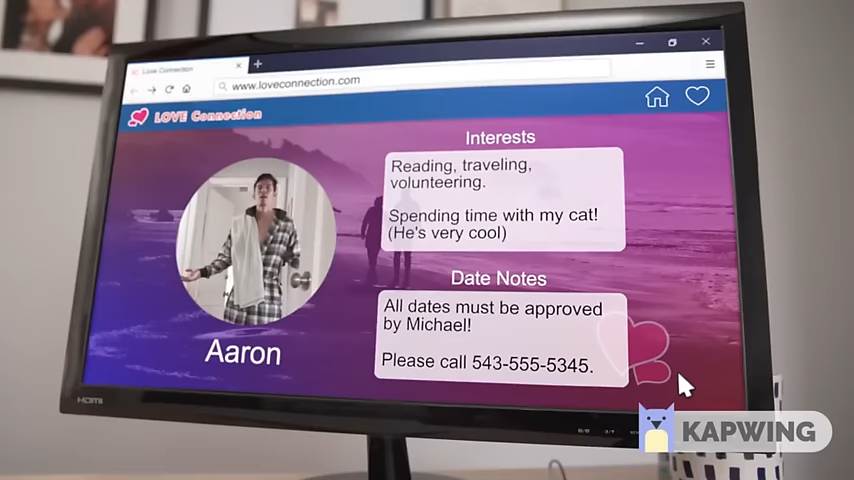 Love Connection
www.loveconnection.com
LOVE Connection
Interests
Reading, traveling,
volunteering.
Spending time with my cat!
(He's very cool)
Date Notes
All dates must be approved
by Michael!
Please call 543-555-5345.
Aaron
HDMI
KAPWING